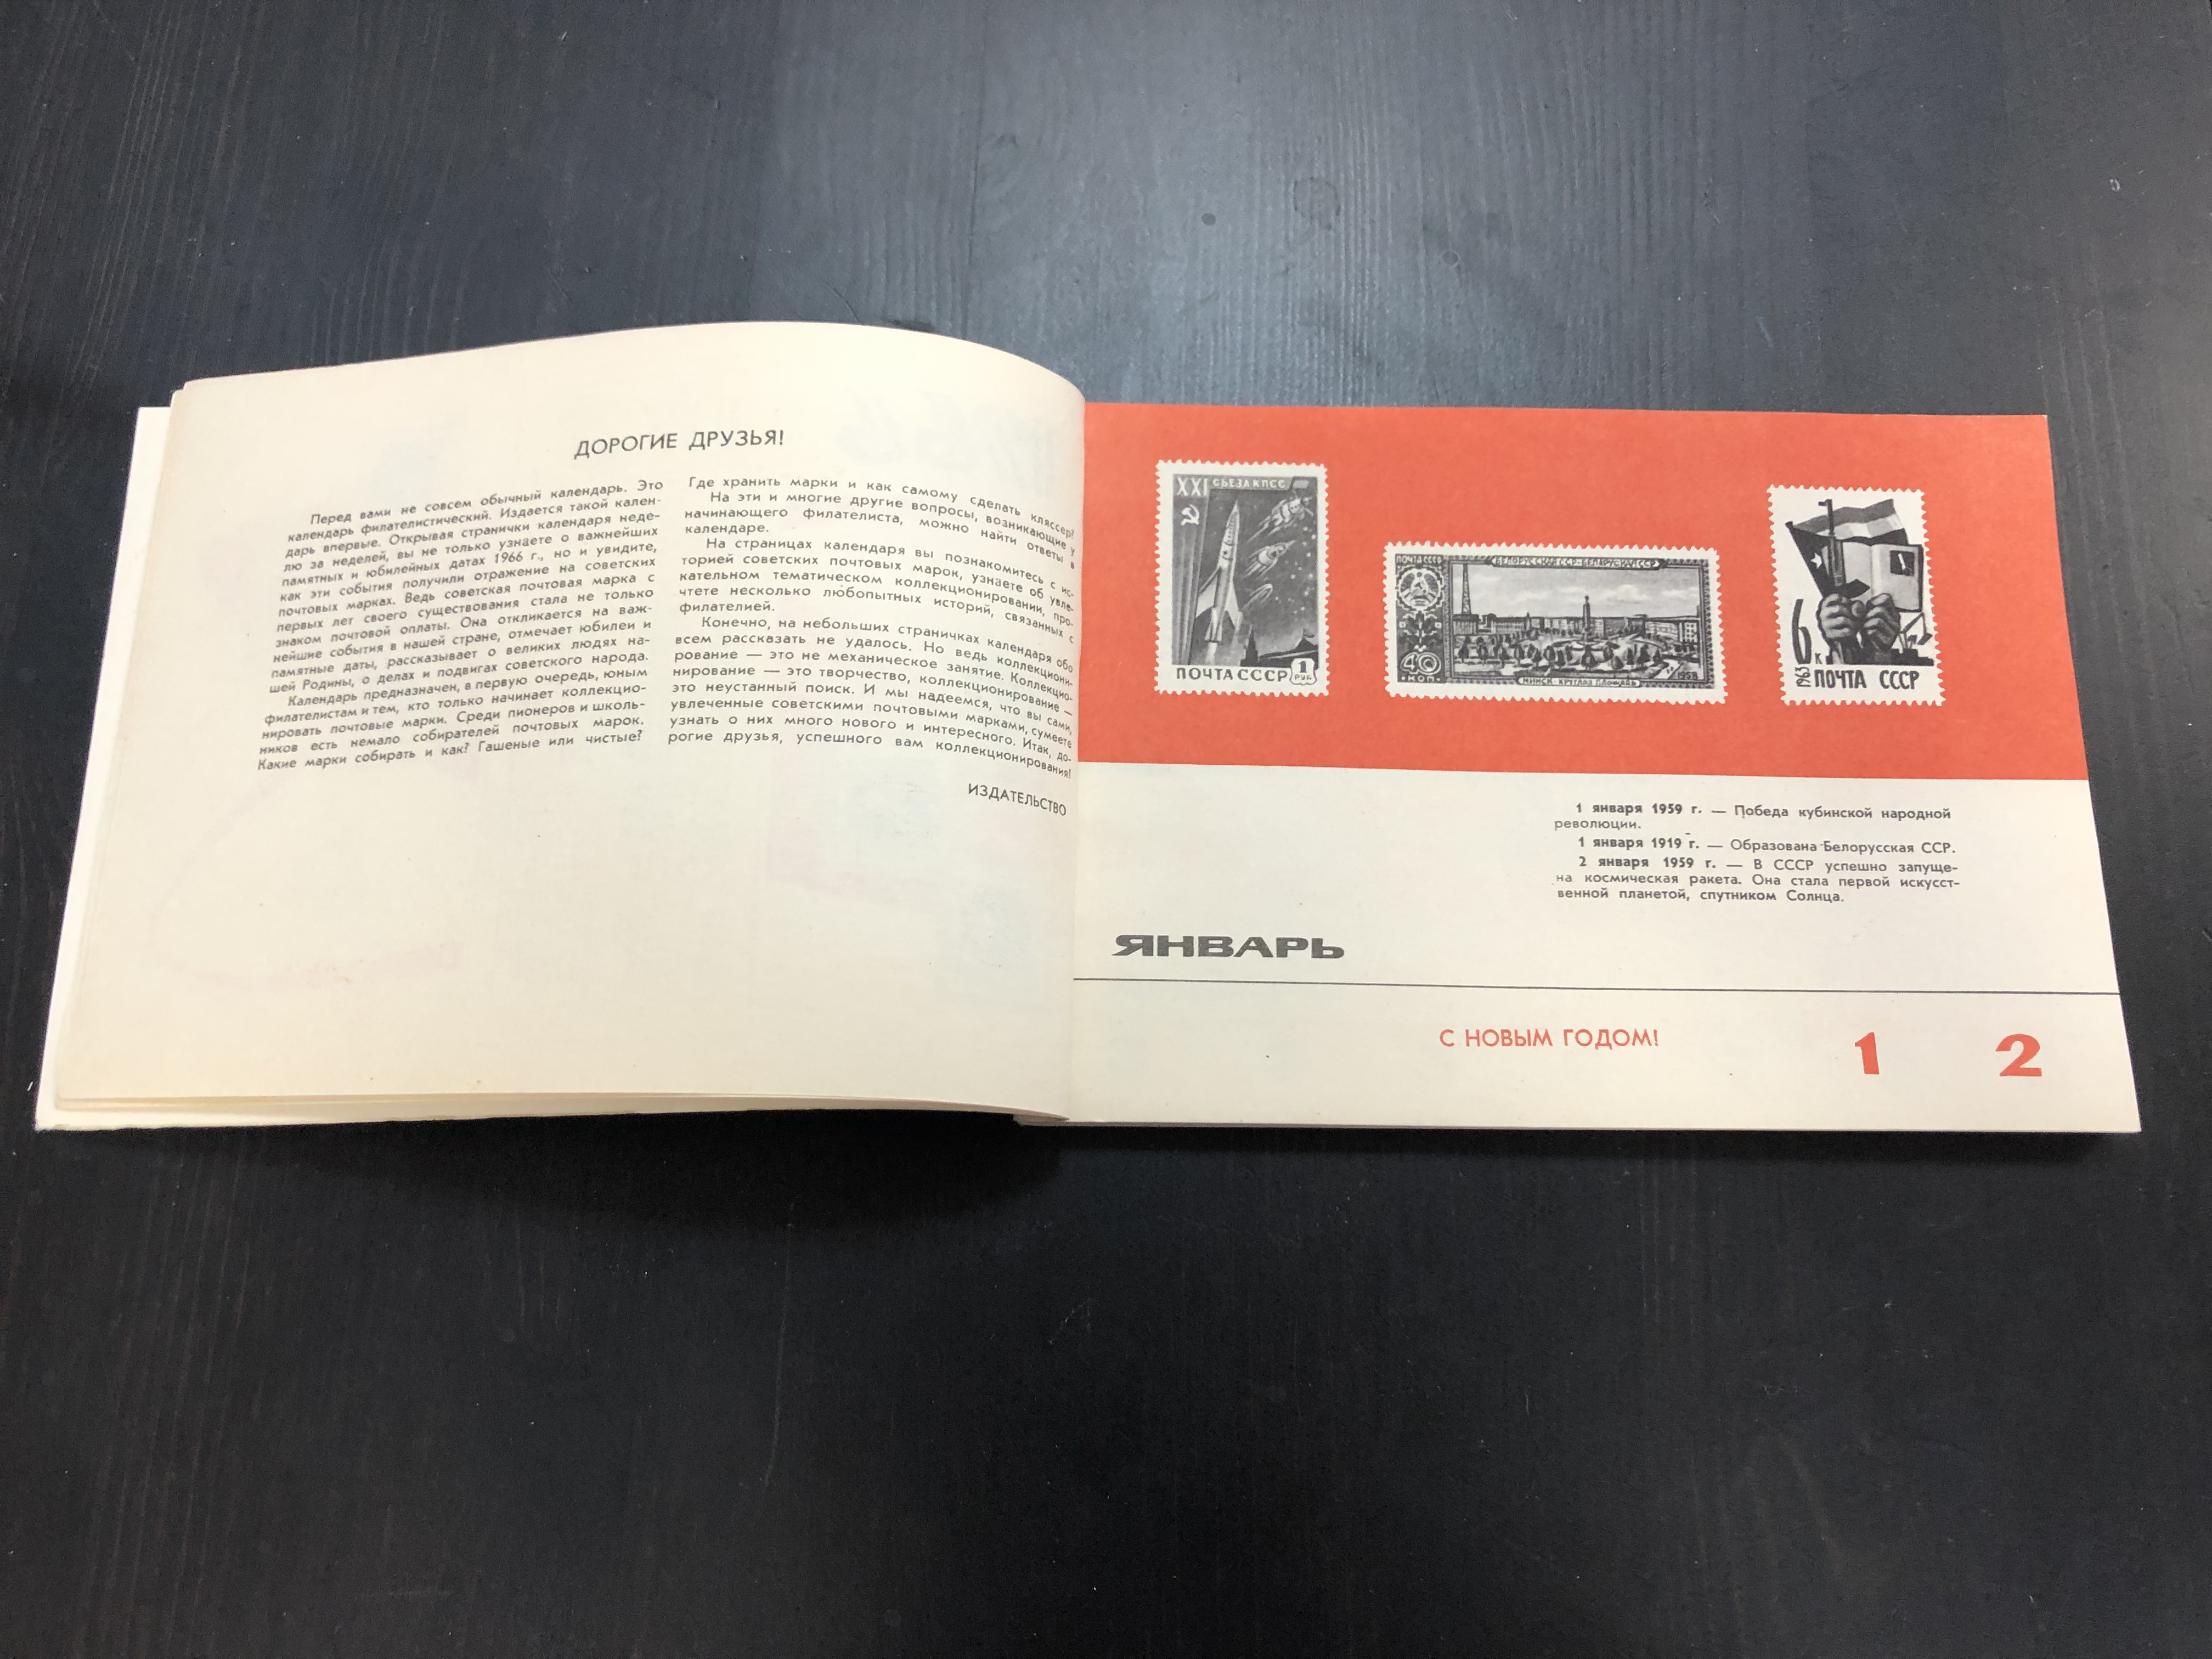 ДОРОГИЕ ДРУЗЬЯ!
Перед вами не совсем обычный календарь. Это
календарь филателистический. Издается такой кален-
дарь впервые. Открывая странички календаря неде-
лю за неделей, вы не только узнаете о важнейших
памятных и юбилейных датах 1966 г., но и увидите,
как эти события получили отражение на советских
почтовых марках. Ведь советская почтовая марка с
первых лет своего существования стала не только
знаком почтовой оплаты. Она откликается на важ-
нейшие события в нашей стране, отмечает юбилеи и
памятные даты, рассказывает о великих людях на-
шей Родины, о делах и подвигах советского народа.
Календарь предназначен, в первую очередь, юным
филателистам и тем, кто только начинает коллекцио-
нировать почтовые марки. Среди пионеров и школь-
ников есть немало собирателей почтовых марок.
Какие марки собирать и как? Гашеные или чистые?
Где хранить марки и как самому сделать кляссер?
На эти и многие другие вопросы, возникающие у
начинающего филателиста, можно найти ответы в
календаре.
На страницах календаря вы познакомитесь с ис-
торией советских почтовых марок, узнаете об увле-
кательном тематическом коллекционировании, про-
чтете несколько любопытных историй, связанных с
филателией.
Конечно, на небольших страничках календаря обо
всем рассказать не удалось. Но ведь коллекциони-
рование — это не механическое занятие. Коллекцио-
нирование — это творчество, коллекционирование —
это неустанный поиск. И мы надеемся, что вы сами,
увлеченные советскими почтовыми марками, сумеете
узнать о них много нового и интересного. Итак, до-
рогие друзья, успешного вам коллекционирования!
ИЗДАТЕЛЬСТВО
XXI СЪЕЗД КПСС
ПОЧТА СССР
1
РУБ
ПОЧТА СССР
БЕЛОРУССКАЯ ССР·БЕЛАРУСКАЯ ССР
40
КОП.
МИНСК·КРУГЛАЯ ПЛОЩАДЬ
1958
6 К
1963
ПОЧТА СССР
1 января 1959 г. — Победа кубинской народной
революции.
1 января 1919 г. — Образована Белорусская ССР.
2 января 1959 г. — В СССР успешно запуще-
на космическая ракета. Она стала первой искусст-
венной планетой, спутником Солнца.
ЯНВАРЬ
С НОВЫМ ГОДОМ!
1 2